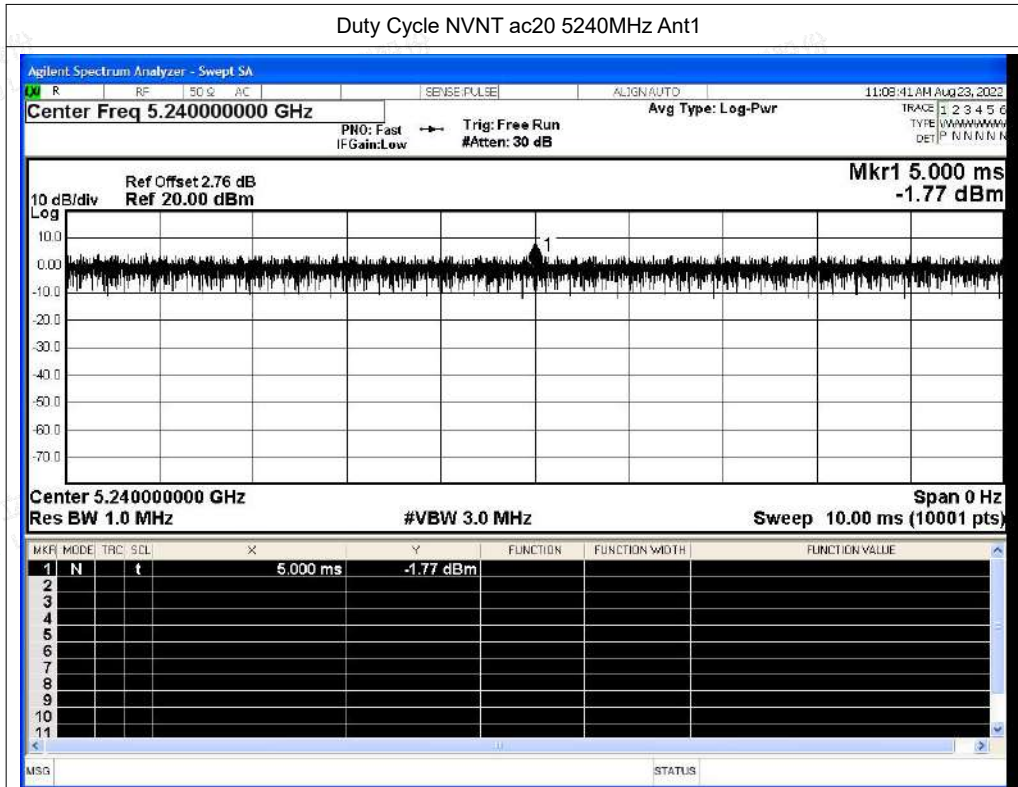 Duty Cycle NVNT ac20 5240MHz Ant1
Agilent Spectrum Analyzer - Swept SA
R RF 50 Ω AC SENSE:PULSE ALIGN AUTO 11:08:41 AM Aug 23, 2022
Center Freq 5.240000000 GHz Avg Type: Log-Pwr TRACE 1 2 3 4 5 6
PNO: Fast Trig: Free Run TYPE WWWWWW
IFGain:Low #Atten: 30 dB DET P N N N N N
Mkr1 5.000 ms
-1.77 dBm
Ref Offset 2.76 dB
10 dB/div Ref 20.00 dBm
Log
10.0
1
0.00
-10.0
-20.0
-30.0
-40.0
-50.0
-60.0
-70.0
Center 5.240000000 GHz Span 0 Hz
Res BW 1.0 MHz #VBW 3.0 MHz Sweep 10.00 ms (10001 pts)
MKR MODE TRC SCL X Y FUNCTION FUNCTION WIDTH FUNCTION VALUE
1 N t 5.000 ms -1.77 dBm
2
3
4
5
6
7
8
9
10
11
MSG STATUS